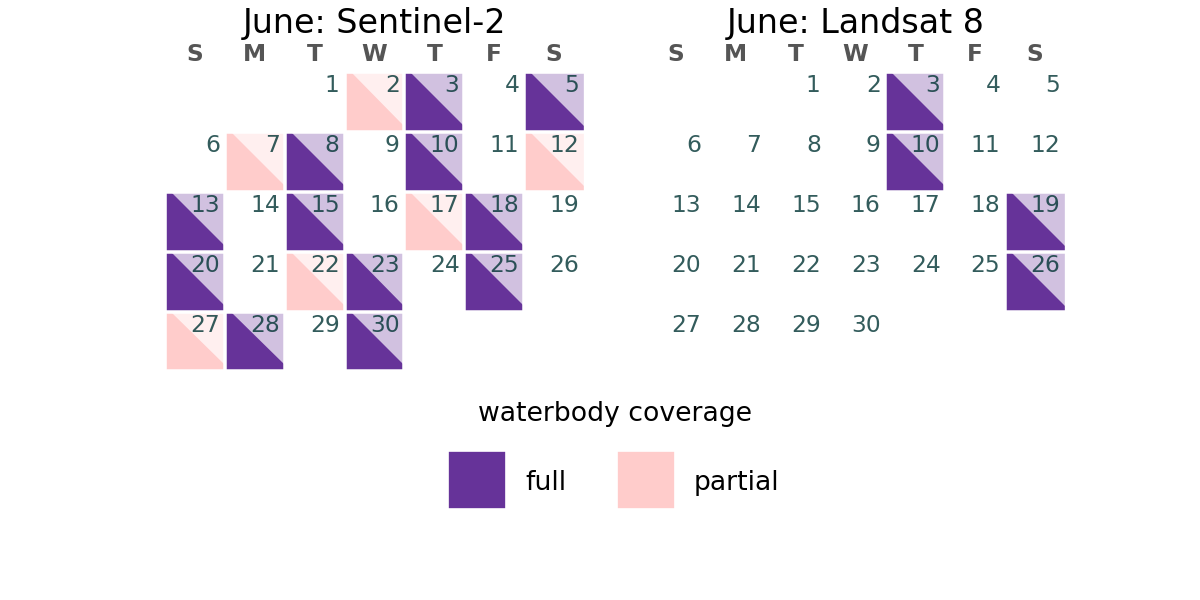 June: Sentinel-2
S M T W T F S
1 2 3 4 5
6 7 8 9 10 11 12
13 14 15 16 17 18 19
20 21 22 23 24 25 26
27 28 29 30
June: Landsat 8
S M T W T F S
1 2 3 4 5
6 7 8 9 10 11 12
13 14 15 16 17 18 19
20 21 22 23 24 25 26
27 28 29 30
waterbody coverage
full
partial